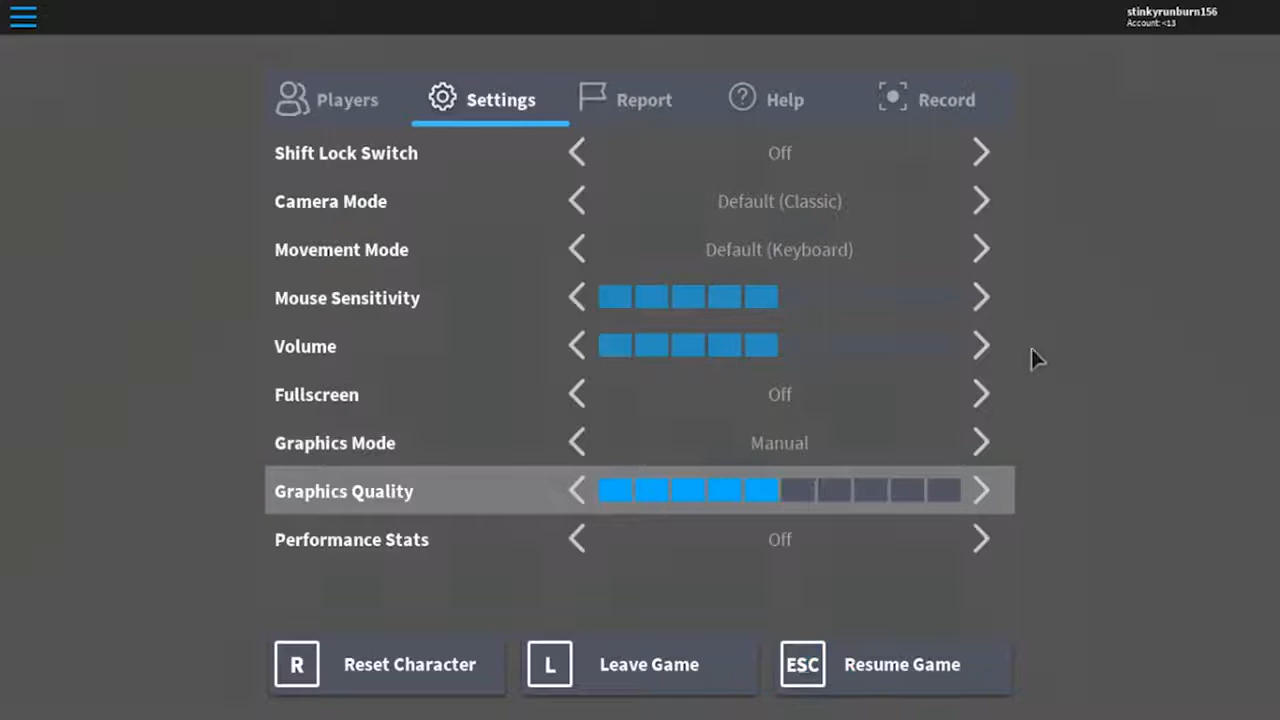 stinkyrunburn156
Account: <13
Players
Settings
Report
Help
Record
Shift Lock Switch
Off
Camera Mode
Default (Classic)
Movement Mode
Default (Keyboard)
Mouse Sensitivity
Volume
Fullscreen
Off
Graphics Mode
Manual
Graphics Quality
Performance Stats
Off
R Reset Character
L Leave Game
ESC Resume Game